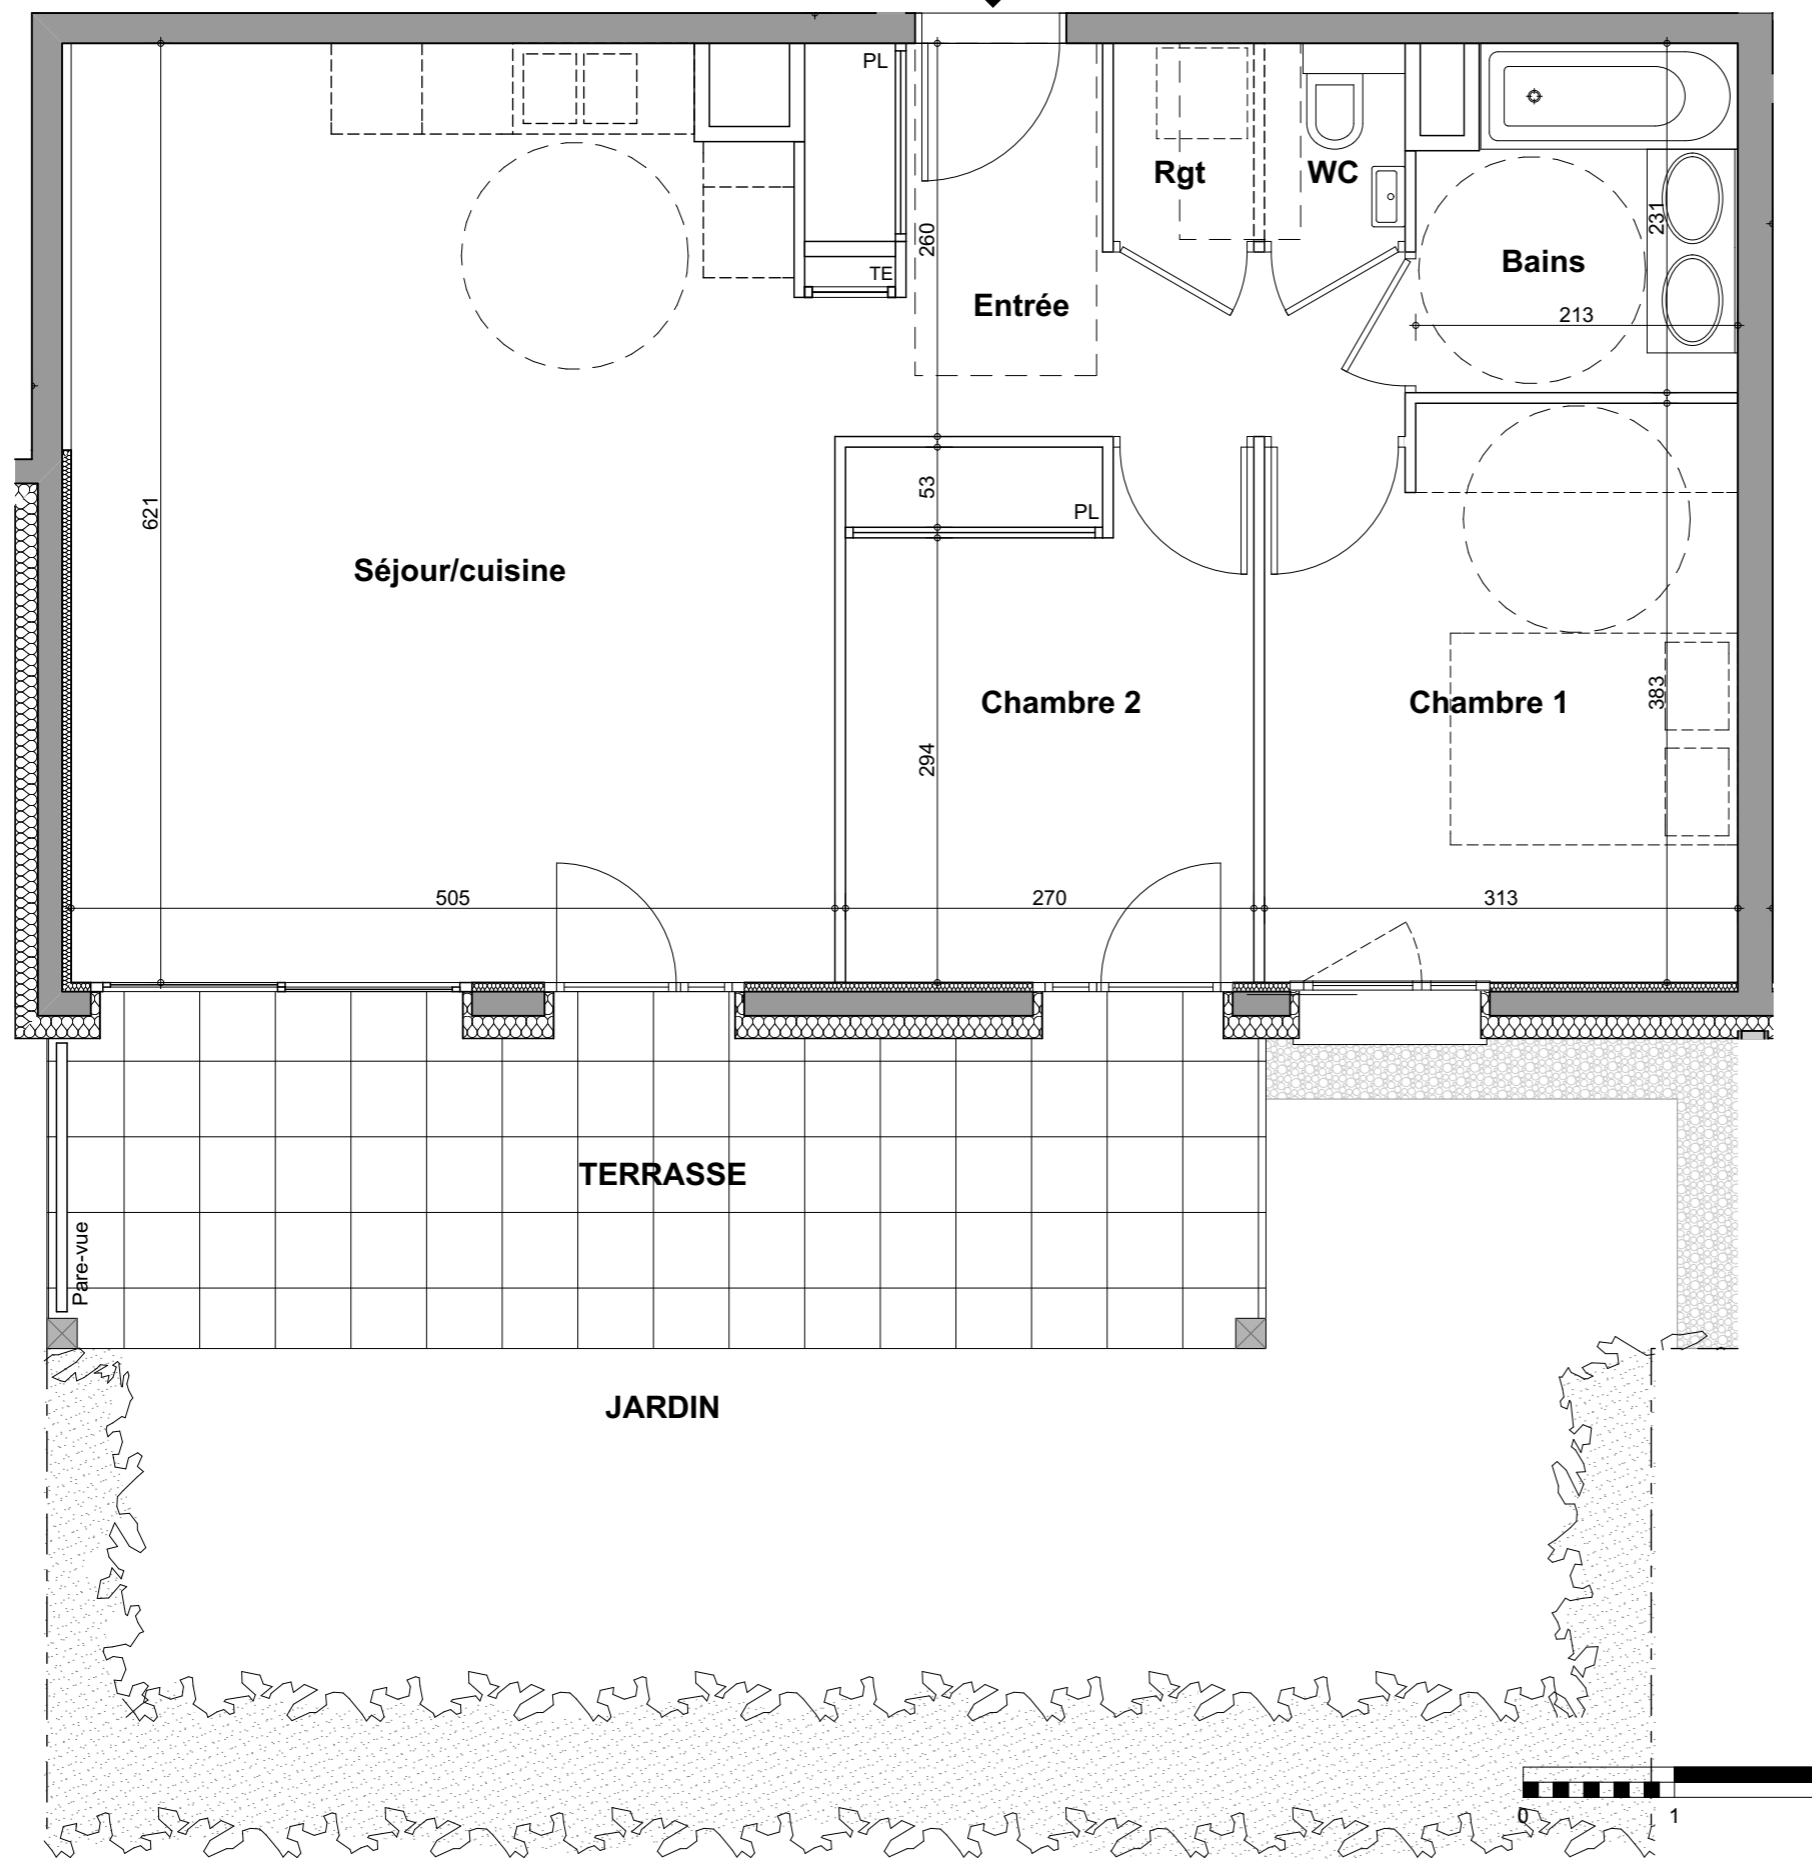 PL
Rgt
WC
231
260
Bains
TE
Entrée
213
53
621
PL
Séjour/cuisine
Chambre 2
Chambre 1
383
294
505
270
313
TERRASSE
Pare-vue
JARDIN
0
1